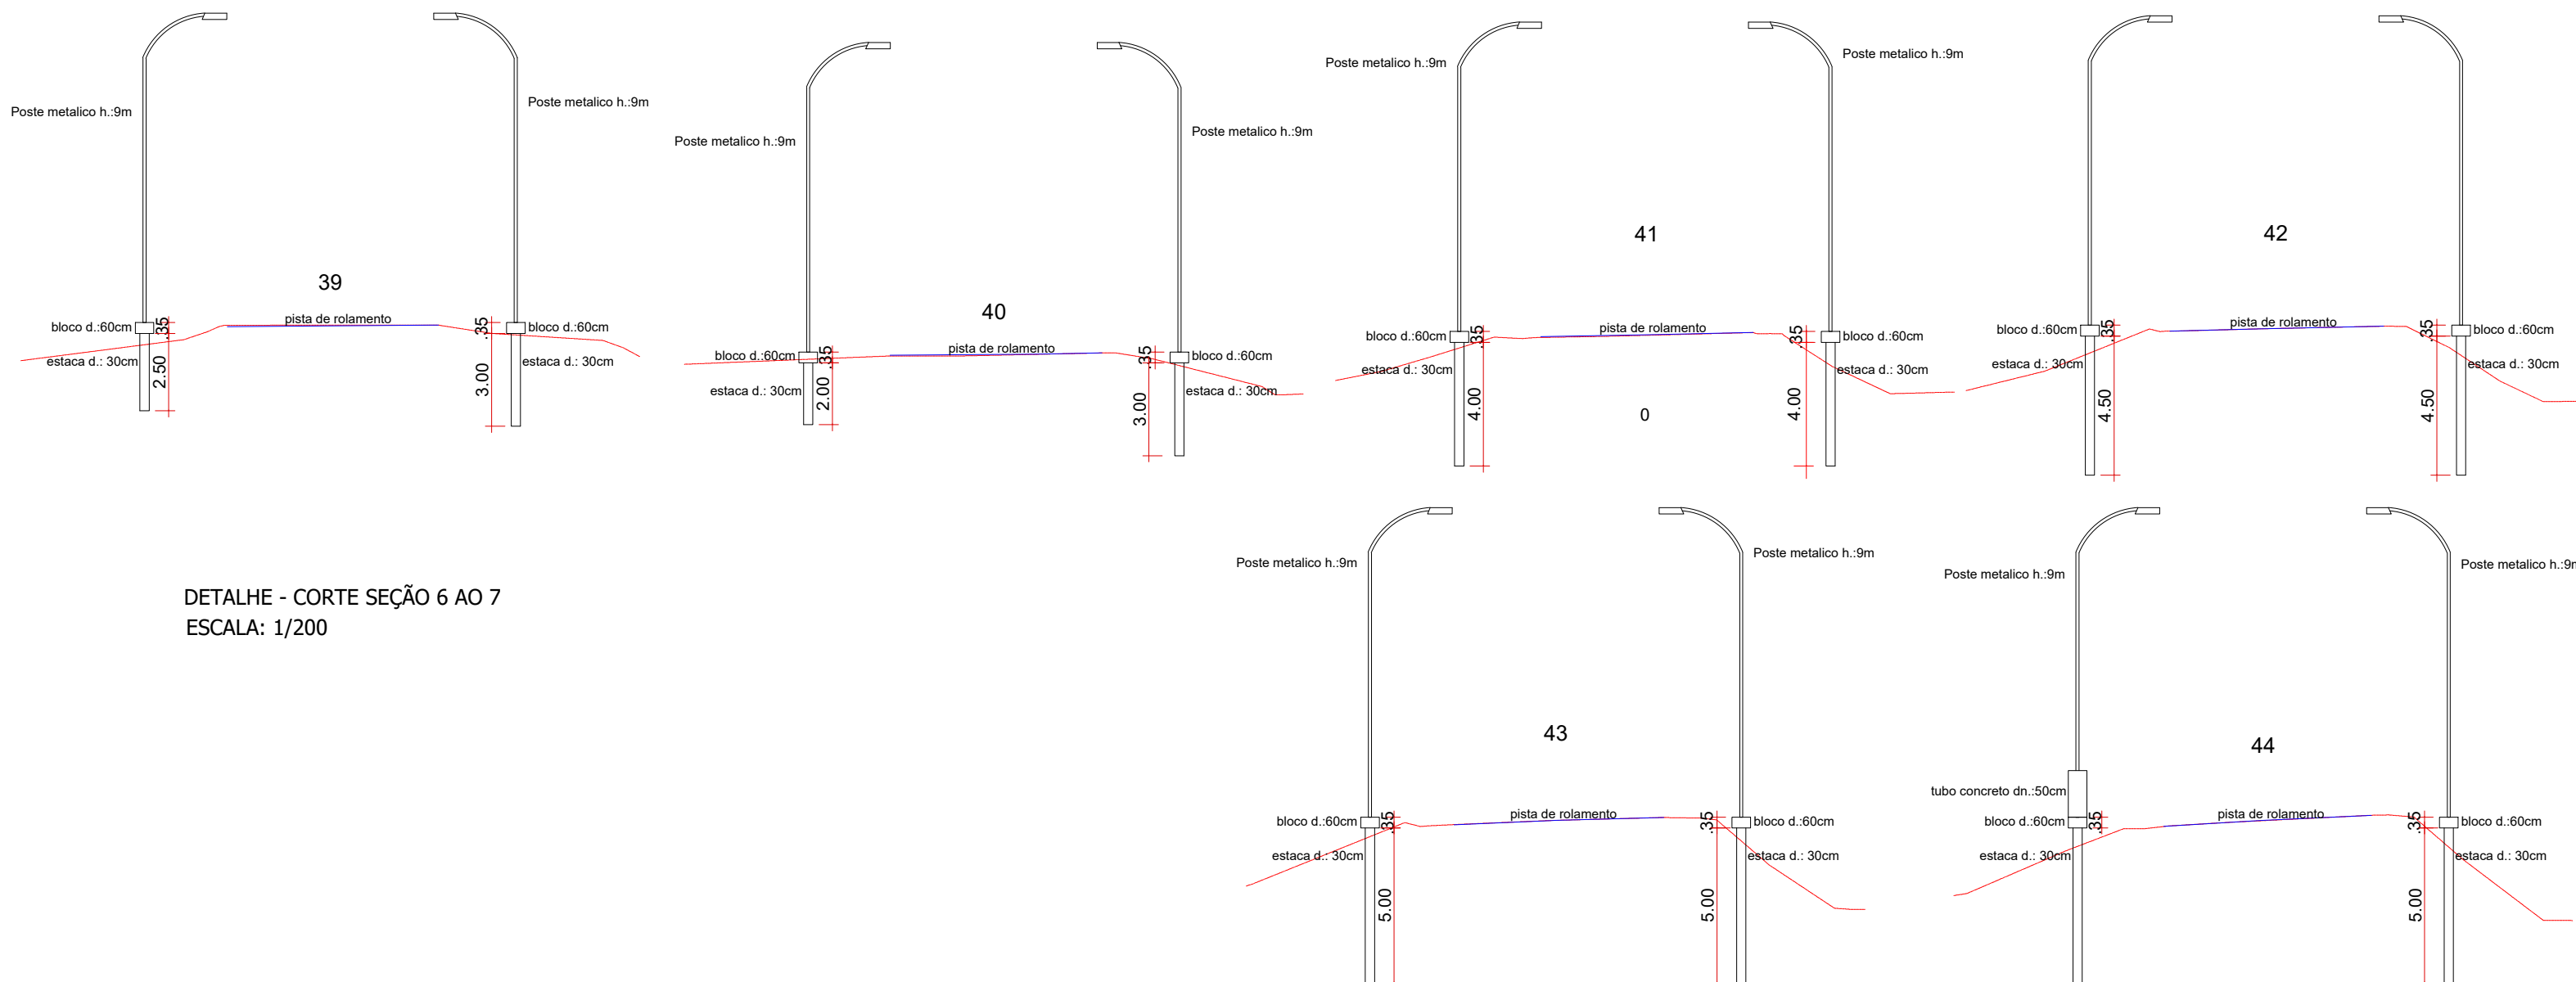 Poste metalico h.:9m
Poste metalico h.:9m
39
pista de rolamento
bloco d.:60cm
.35
.35
bloco d.:60cm
estaca d.: 30cm
2.50
3.00
estaca d.: 30cm
Poste metalico h.:9m
Poste metalico h.:9m
40
pista de rolamento
bloco d.:60cm
.35
.35
bloco d.:60cm
estaca d.: 30cm
2.00
3.00
estaca d.: 30cm
Poste metalico h.:9m
Poste metalico h.:9m
41
pista de rolamento
bloco d.:60cm
.35
.35
bloco d.:60cm
estaca d.: 30cm
4.00
4.00
estaca d.: 30cm
0
Poste metalico h.:9m
42
pista de rolamento
bloco d.:60cm
.35
.35
bloco d.:60cm
estaca d.: 30cm
4.50
4.50
estaca d.: 30cm
DETALHE - CORTE SEÇÃO 6 AO 7
ESCALA: 1/200
Poste metalico h.:9m
Poste metalico h.:9m
43
pista de rolamento
bloco d.:60cm
.35
.35
bloco d.:60cm
estaca d.: 30cm
5.00
5.00
estaca d.: 30cm
Poste metalico h.:9m
Poste metalico h.:9m
44
tubo concreto dn.:50cm
pista de rolamento
bloco d.:60cm
.35
.35
bloco d.:60cm
estaca d.: 30cm
5.00
estaca d.: 30cm